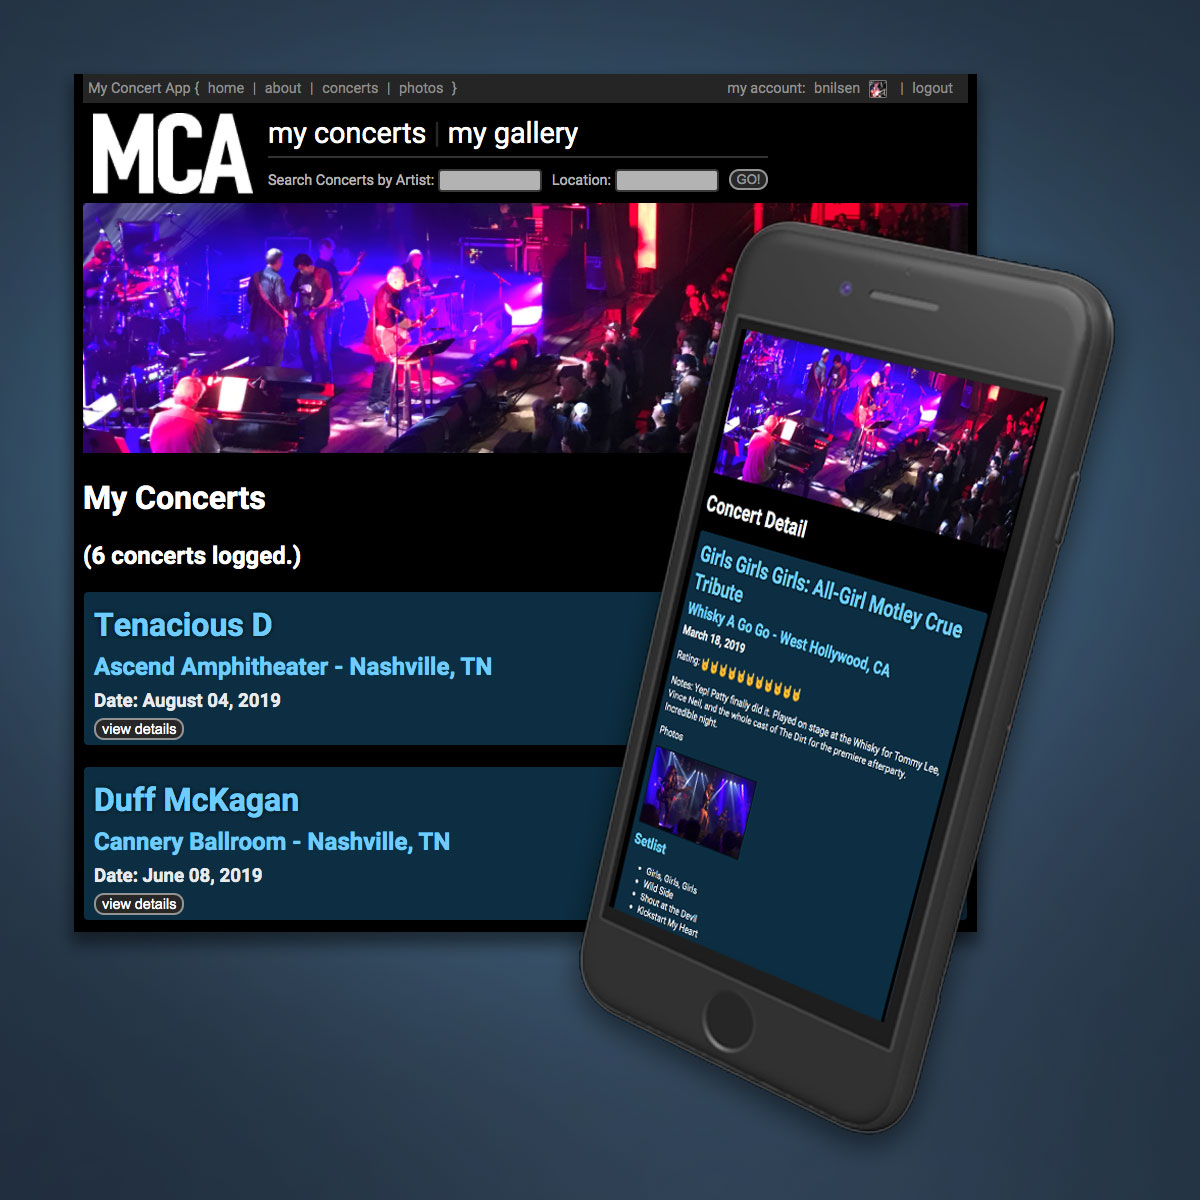 My Concert App { home | about | concerts | photos }
my account: bnilsen | logout
MCA
my concerts | my gallery
Search Concerts by Artist: Location: GO!
My Concerts
(6 concerts logged.)
Tenacious D
Ascend Amphitheater - Nashville, TN
Date: August 04, 2019
view details
Duff McKagan
Cannery Ballroom - Nashville, TN
Date: June 08, 2019
view details
Concert Detail
Girls Girls Girls: All-Girl Motley Crue
Tribute
Whisky A Go Go - West Hollywood, CA
March 18, 2019
Rating: 🤘🤘🤘🤘🤘🤘🤘🤘🤘🤘
Notes: Yep! Patty finally did it. Played on stage at the Whisky for Tommy Lee,
Vince Neil, and the whole cast of The Dirt for the premiere afterparty.
Incredible night.
Photos
Setlist
• Girls, Girls, Girls
• Wild Side
• Shout at the Devil
• Kickstart My Heart